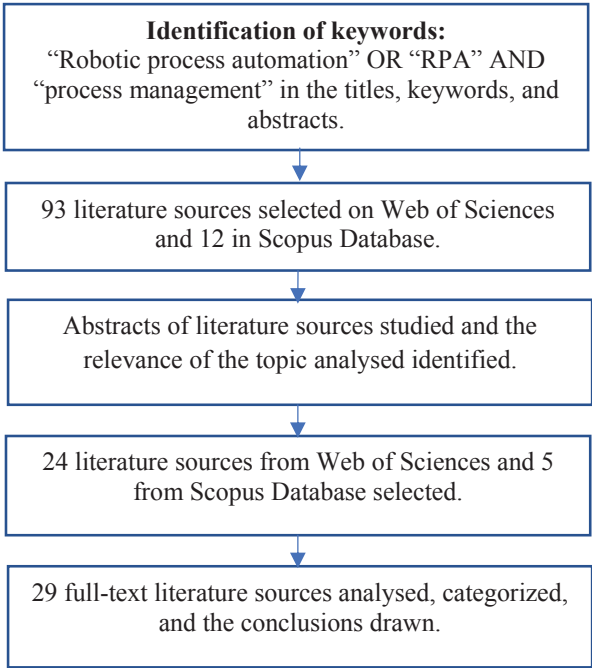 Identification of keywords:
“Robotic process automation” OR “RPA” AND
“process management” in the titles, keywords, and
abstracts.
93 literature sources selected on Web of Sciences
and 12 in Scopus Database.
Abstracts of literature sources studied and the
relevance of the topic analysed identified.
24 literature sources from Web of Sciences and 5
from Scopus Database selected.
29 full-text literature sources analysed, categorized,
and the conclusions drawn.